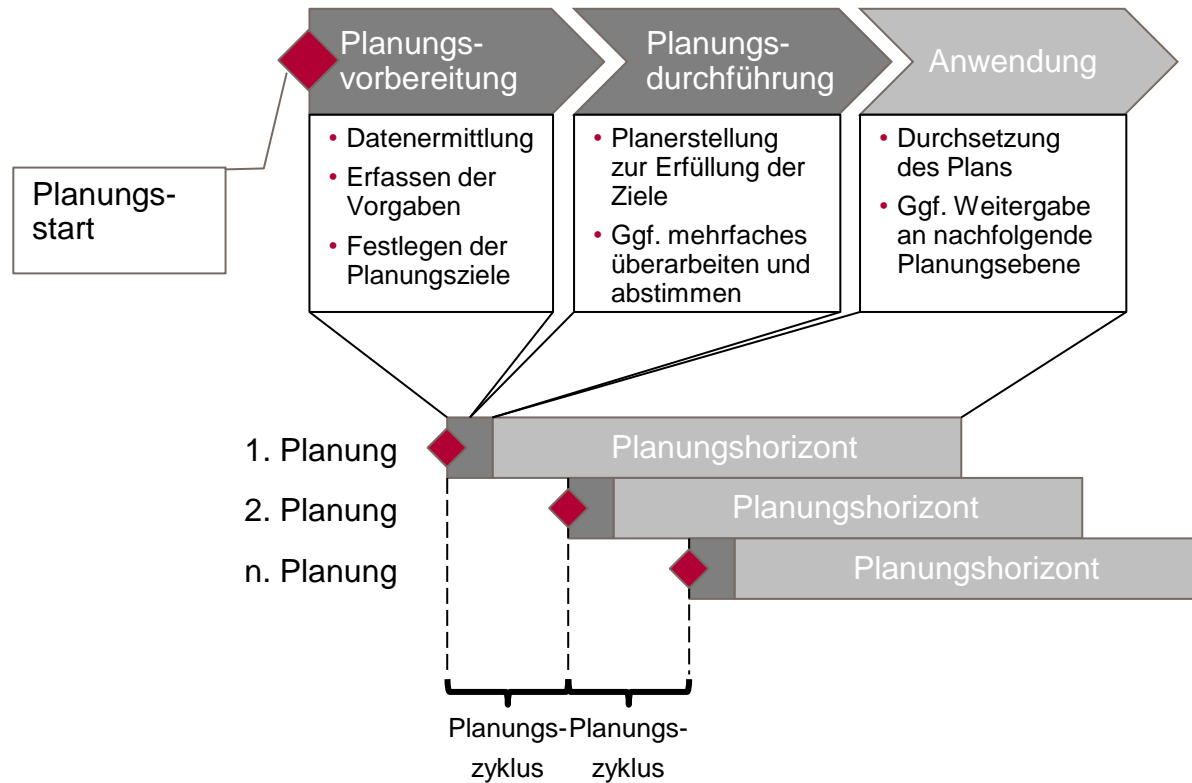 Planungs-
vorbereitung
Planungs-
durchführung
Anwendung
Planungs-
start
• Datenermittlung
• Erfassen der
Vorgaben
• Festlegen der
Planungsziele
• Planerstellung
zur Erfüllung der
Ziele
• Ggf. mehrfaches
überarbeiten und
abstimmen
• Durchsetzung
des Plans
• Ggf. Weitergabe
an nachfolgende
Planungsebene
1. Planung
Planungshorizont
2. Planung
Planungshorizont
n. Planung
Planungshorizont
Planungs-
zyklus
Planungs-
zyklus